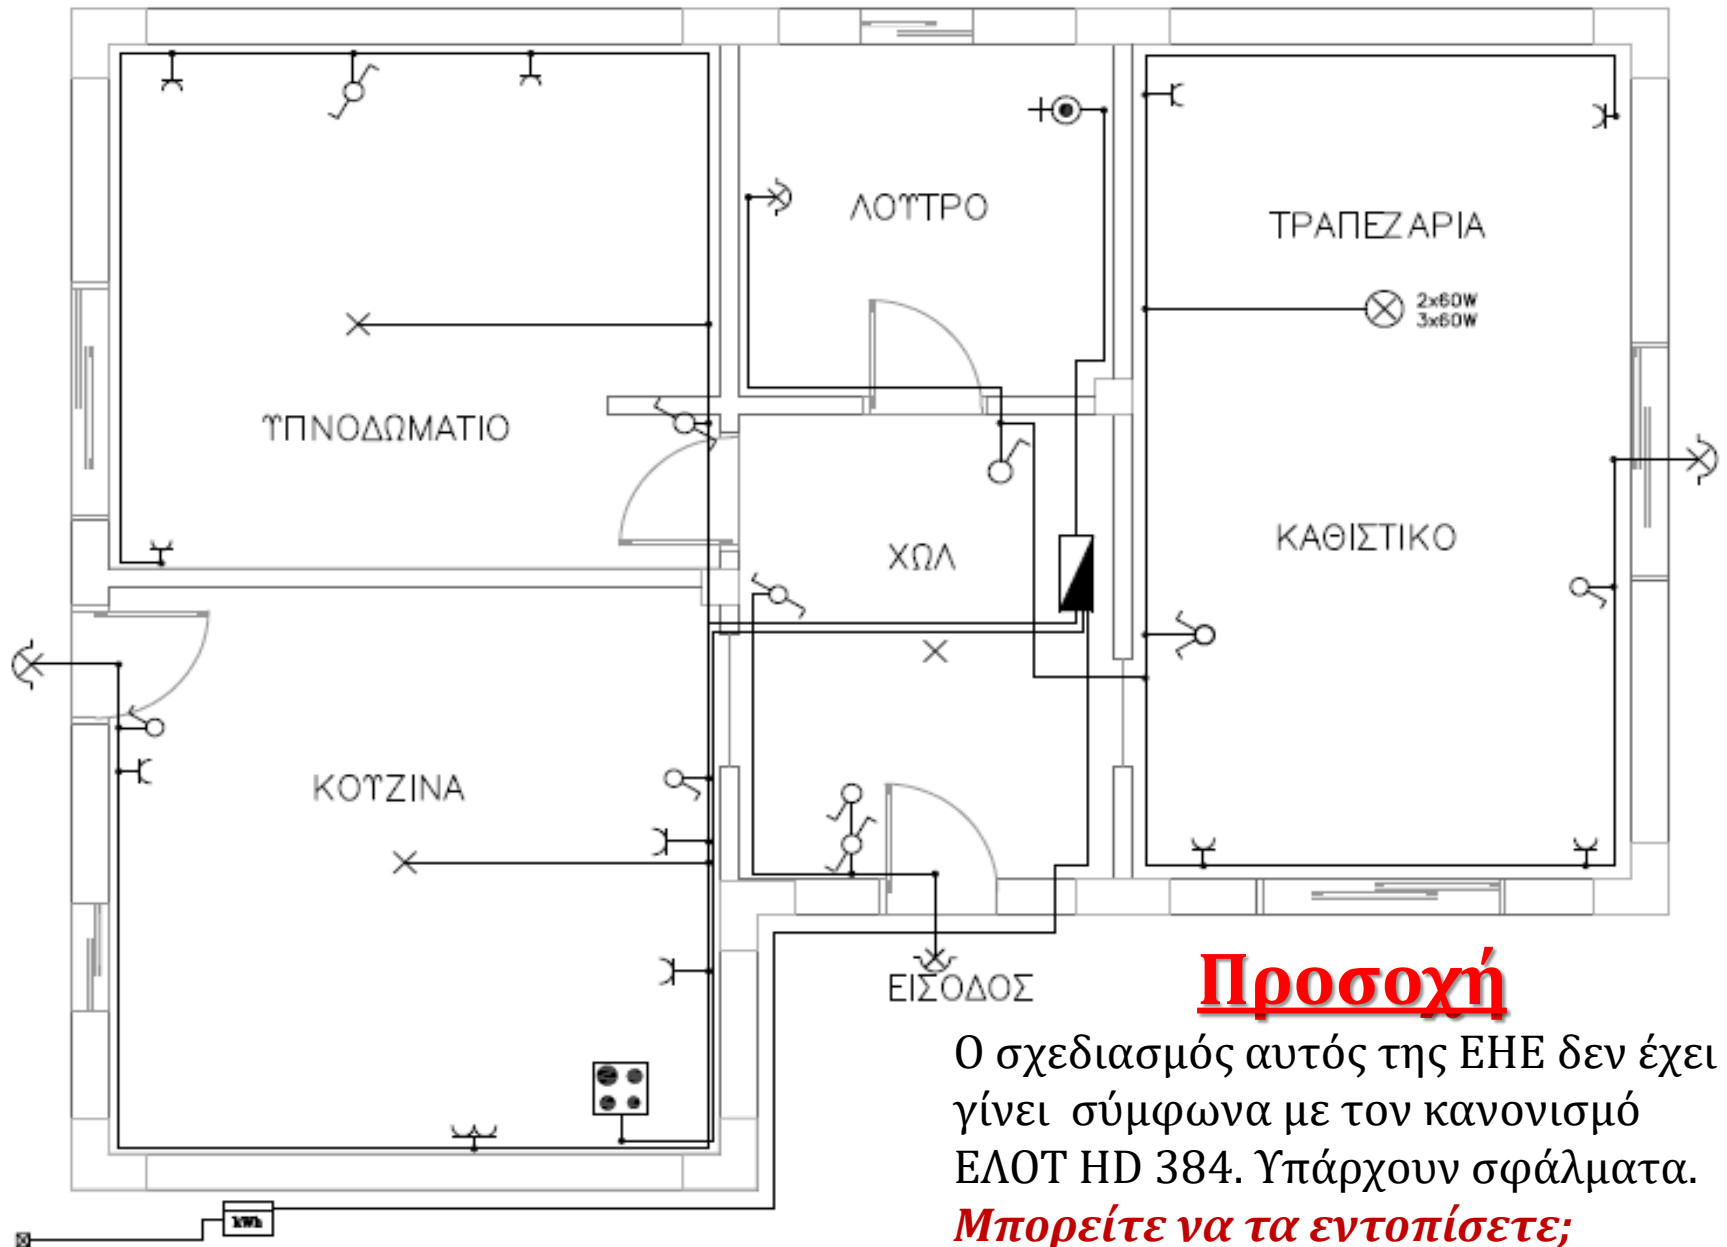 ΛΟΥΤΡΟ
ΤΡΑΠΕΖΑΡΙΑ
2x60W
3x60W
ΥΠΝΟΔΩΜΑΤΙΟ
ΚΑΘΙΣΤΙΚΟ
ΧΩΛ
ΚΟΥΖΙΝΑ
ΕΙΣΟΔΟΣ
kWh
Προσοχή
Ο σχεδιασμός αυτός της ΕΗΕ δεν έχει
γίνει σύμφωνα με τον κανονισμό
ΕΛΟΤ HD 384. Υπάρχουν σφάλματα.
Μπορείτε να τα εντοπίσετε;